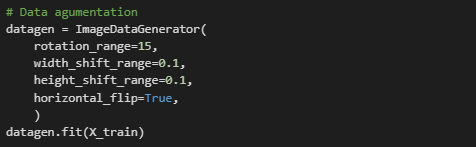 # Data agumentation
datagen = ImageDataGenerator(
    rotation_range=15,
    width_shift_range=0.1,
    height_shift_range=0.1,
    horizontal_flip=True,
    )
datagen.fit(X_train)